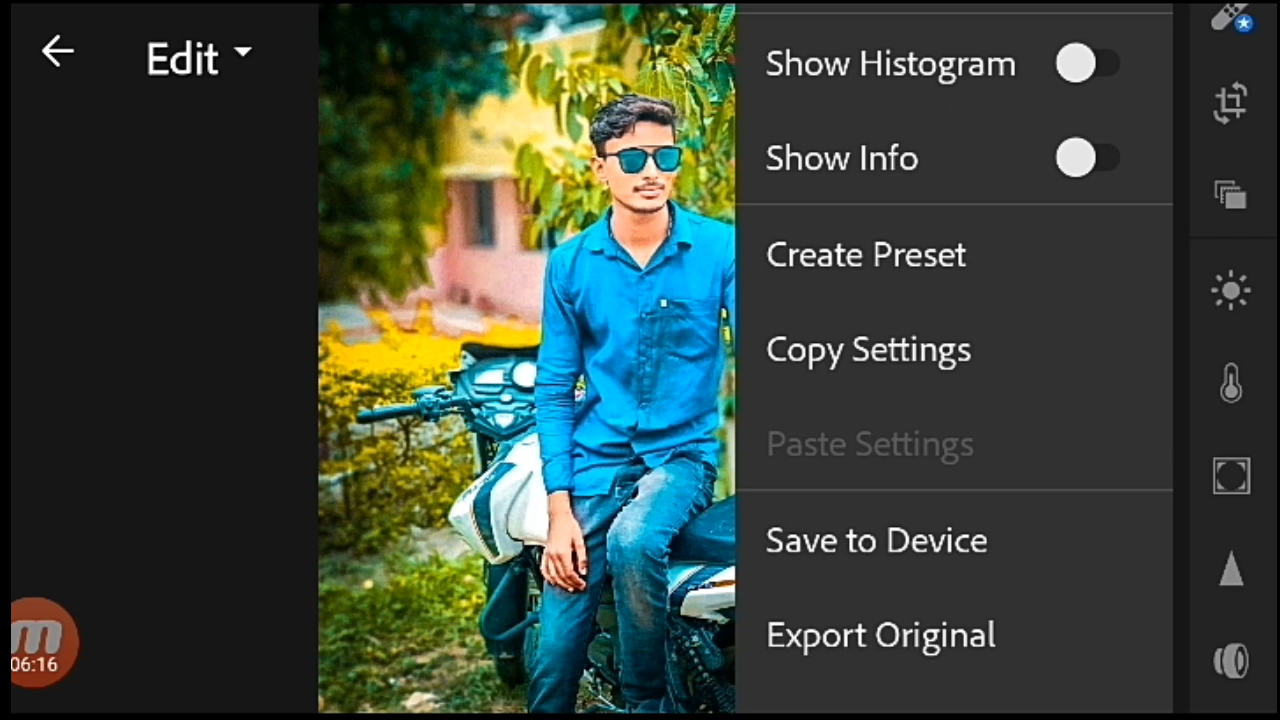 Edit
Show Histogram
Show Info
Create Preset
Copy Settings
Paste Settings
Save to Device
Export Original
m
06:16